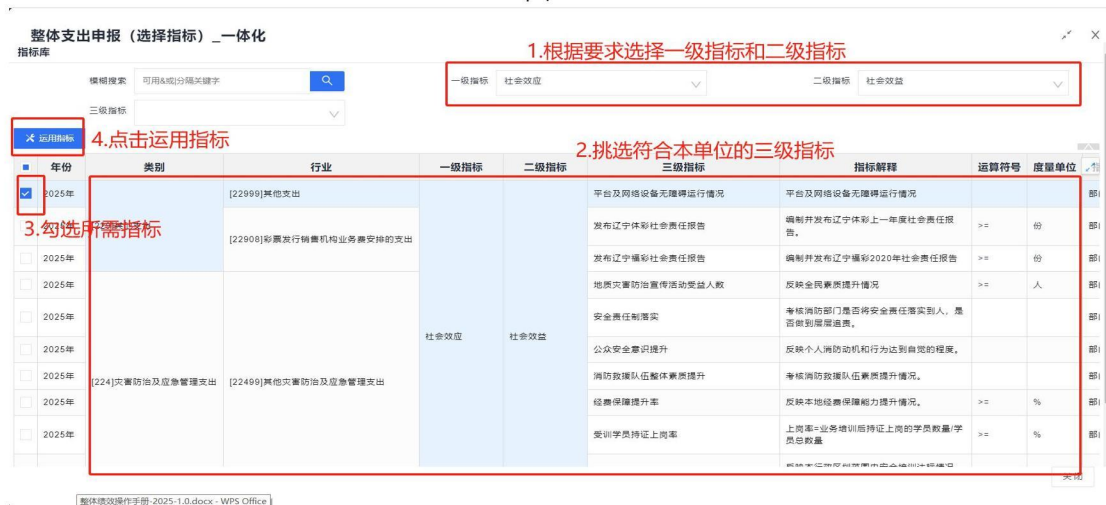 整体支出申报（选择指标）_一体化
指标库
1.根据要求选择一级指标和二级指标
模糊搜索 可用&或|分隔关键字 一级指标 社会效应 二级指标 社会效益
三级指标
运用指标 4.点击运用指标
2.挑选符合本单位的三级指标
年份 类别 行业 一级指标 二级指标 三级指标 指标解释 运算符号 度量单位
2025年 [22999]其他支出 平台及网络设备无障碍运行情况 平台及网络设备无障碍运行情况
3.勾选所需指标
[22908]彩票发行销售机构业务费安排的支出 发布辽宁体彩社会责任报告 编制并发布辽宁体彩上一年度社会责任报
告。 >= 份
2025年 发布辽宁福彩社会责任报告 编制并发布辽宁福彩2020年社会责任报告 >= 份
2025年 地质灾害防治宣传活动受益人数 反映全民素质提升情况 >= 人
2025年 安全责任制落实 考核消防部门是否将安全责任落实到人，是
否做到层层追责。
社会效应 社会效益
2025年 公众安全意识提升 反映个人消防动机和行为达到自觉的程度。
2025年 [224]灾害防治及应急管理支出 [22499]其他灾害防治及应急管理支出 消防救援队伍整体素质提升 考核消防救援队伍素质提升情况。
2025年 经费保障提升率 反映本地经费保障能力提升情况。 >= %
2025年 受训学员持证上岗率 上岗率=业务培训后持证上岗的学员数量/学
员总数量 >= %
关闭
整体绩效操作手册-2025-1.0.docx - WPS Office